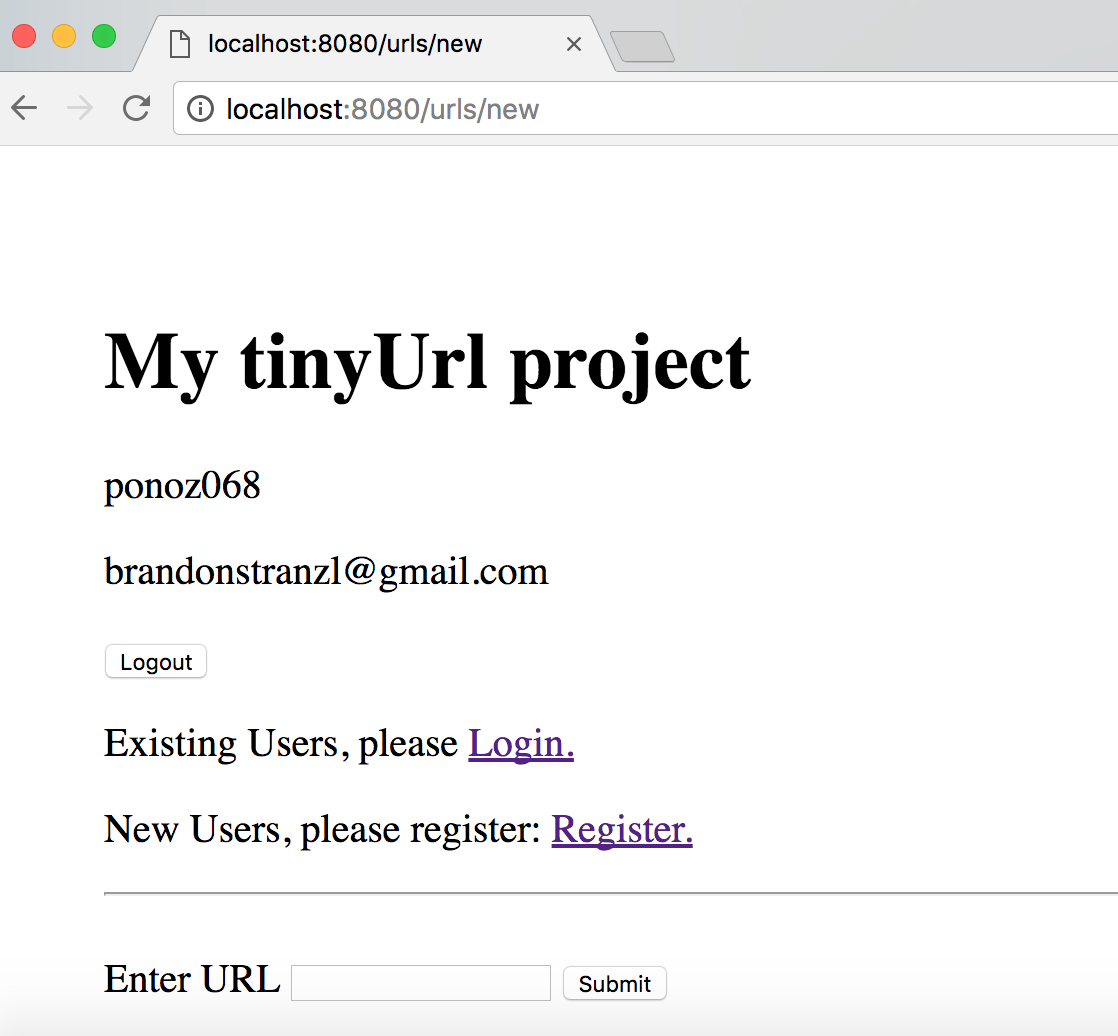 localhost:8080/urls/new
localhost:8080/urls/new
My tinyUrl project
ponoz068
brandonstranzl@gmail.com
Logout
Existing Users, please Login.
New Users, please register: Register.
Enter URL Submit